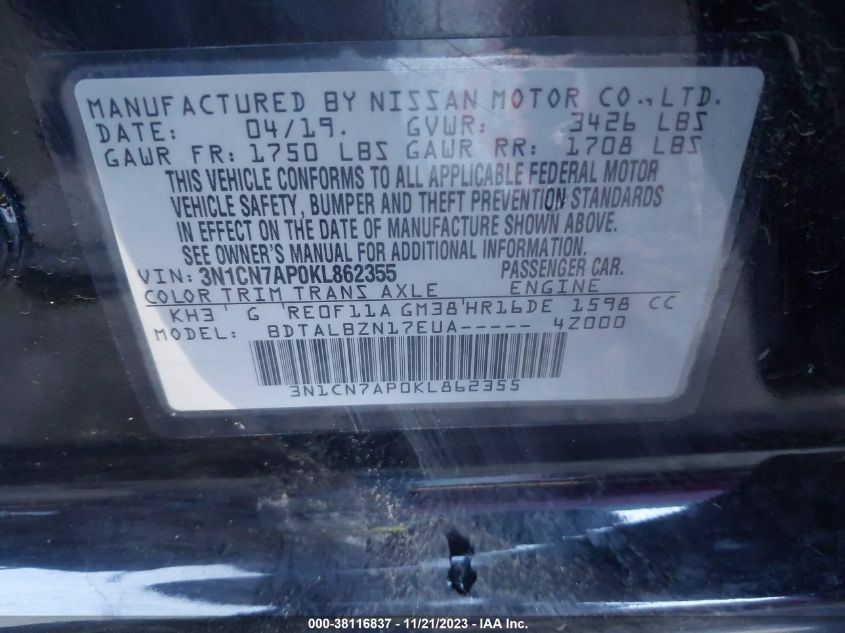 MANUFACTURED BY NISSAN MOTOR CO., LTD.
DATE: 04/19. GVWR: 3426 LBS
GAWR FR: 1750 LBS GAWR RR: 1708 LBS
THIS VEHICLE CONFORMS TO ALL APPLICABLE FEDERAL MOTOR
VEHICLE SAFETY, BUMPER AND THEFT PREVENTION STANDARDS
IN EFFECT ON THE DATE OF MANUFACTURE SHOWN ABOVE.
SEE OWNER'S MANUAL FOR ADDITIONAL INFORMATION.
VIN: 3N1CN7AP0KL862355 PASSENGER CAR.
COLOR TRIM TRANS AXLE ENGINE
KH3 G RE0F11A GM38 HR16DE 1598 CC
MODEL: BDTALBZN17EUA----- 4Z000
3N1CN7AP0KL862355
000-38116837 - 11/21/2023 - IAA Inc.